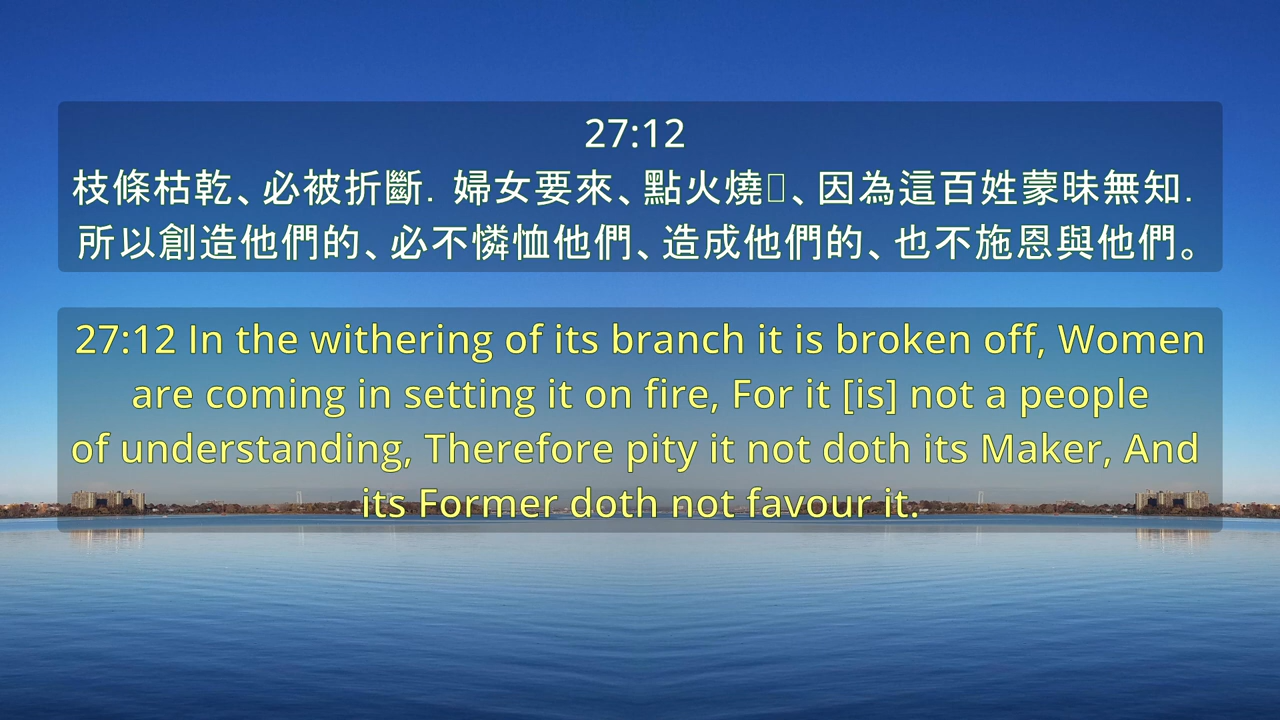 27:12
枝條枯乾、必被折斷．婦女要來、點火燒、因為這百姓蒙昧無知．
所以創造他們的、必不憐恤他們、造成他們的、也不施恩與他們。
27:12 In the withering of its branch it is broken off, Women
are coming in setting it on fire, For it [is] not a people
of understanding, Therefore pity it not doth its Maker, And
its Former doth not favour it.